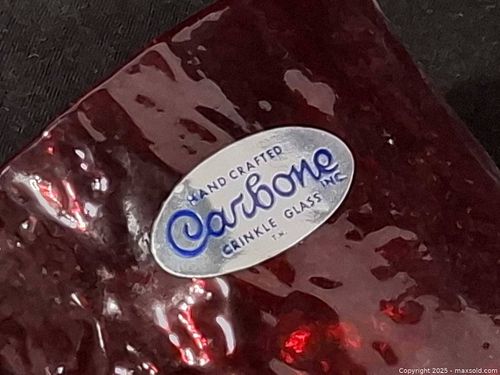 HAND CRAFTED
Carbone INC.
CRINKLE GLASS
T.M.
Copyright 2025 - maxsold.com